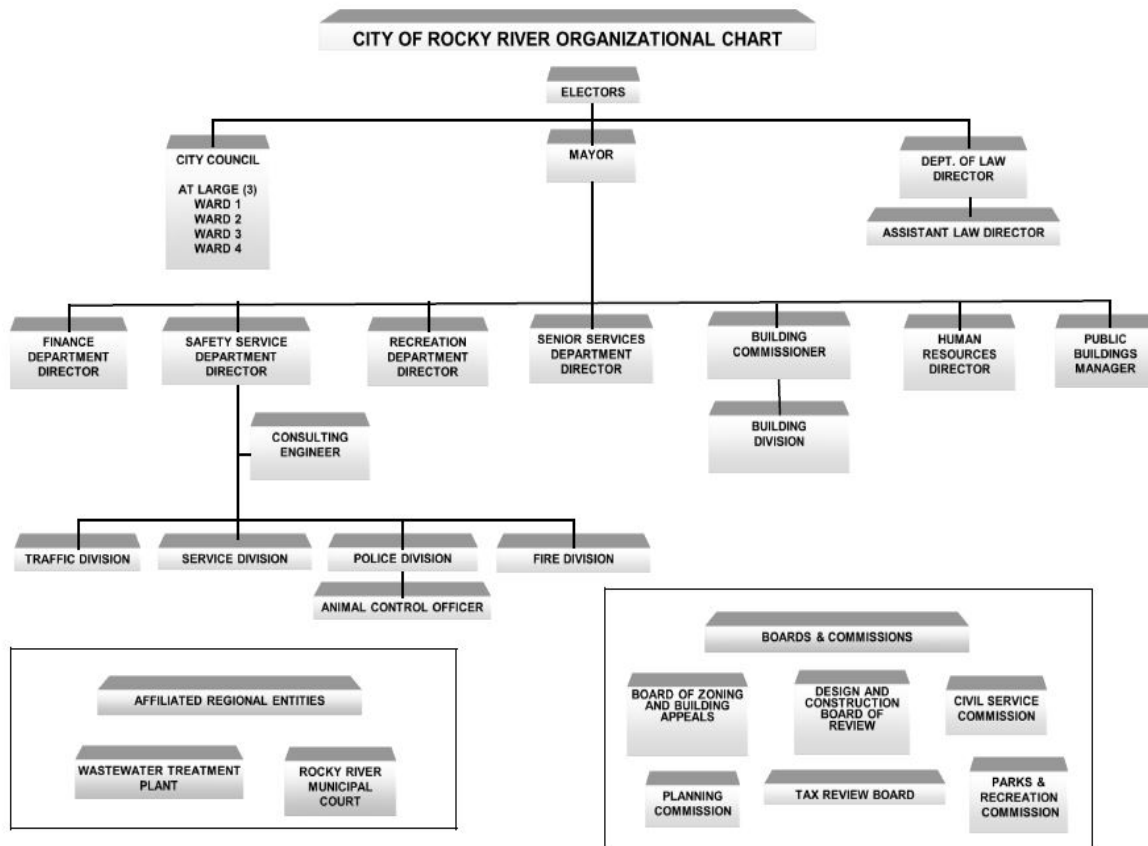 CITY OF ROCKY RIVER ORGANIZATIONAL CHART
ELECTORS
CITY COUNCIL
AT LARGE (3)
WARD 1
WARD 2
WARD 3
WARD 4
MAYOR
DEPT. OF LAW
DIRECTOR
ASSISTANT LAW DIRECTOR
FINANCE
DEPARTMENT
DIRECTOR
SAFETY SERVICE
DEPARTMENT
DIRECTOR
RECREATION
DEPARTMENT
DIRECTOR
SENIOR SERVICES
DEPARTMENT
DIRECTOR
BUILDING
COMMISSIONER
HUMAN
RESOURCES
DIRECTOR
PUBLIC
BUILDINGS
MANAGER
CONSULTING
ENGINEER
BUILDING
DIVISION
TRAFFIC DIVISION
SERVICE DIVISION
POLICE DIVISION
FIRE DIVISION
ANIMAL CONTROL OFFICER
AFFILIATED REGIONAL ENTITIES
WASTEWATER TREATMENT
PLANT
ROCKY RIVER
MUNICIPAL
COURT
BOARDS & COMMISSIONS
BOARD OF ZONING
AND BUILDING
APPEALS
DESIGN AND
CONSTRUCTION
BOARD OF
REVIEW
CIVIL SERVICE
COMMISSION
PLANNING
COMMISSION
TAX REVIEW BOARD
PARKS &
RECREATION
COMMISSION